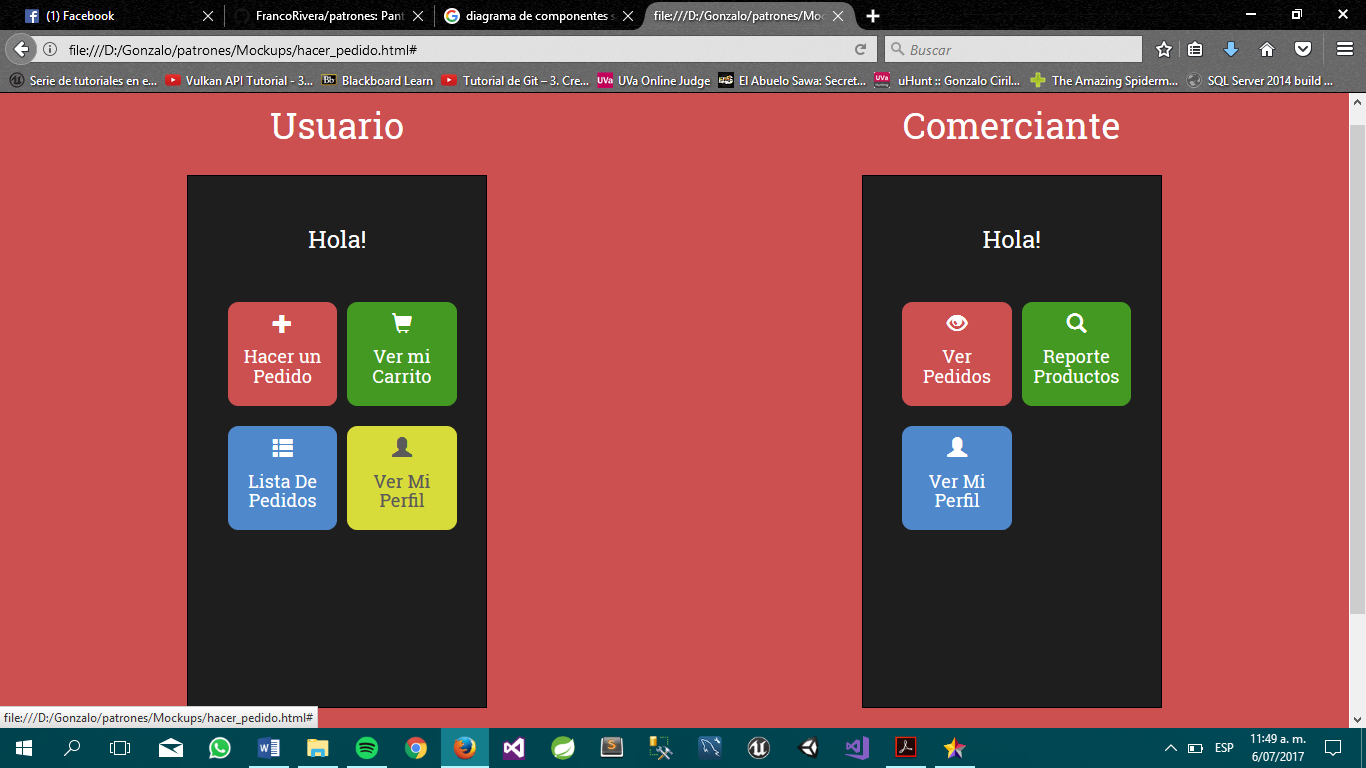 (1) Facebook
FrancoRivera/patrones: Pant
diagrama de componentes s
file:///D:/Gonzalo/patrones/Moc
file:///D:/Gonzalo/patrones/Mockups/hacer_pedido.html#
Buscar
Serie de tutoriales en e...
Vulkan API Tutorial - 3...
Bb
Blackboard Learn
Tutorial de Git – 3. Cre...
UVa
UVa Online Judge
El Abuelo Sawa: Secret...
UVa
uHunt :: Gonzalo Ciril...
The Amazing Spiderm...
SQL Server 2014 build ...
Usuario
Comerciante
Hola!
Hola!
Hacer un
Pedido
Ver mi
Carrito
Ver
Pedidos
Reporte
Productos
Lista De
Pedidos
Ver Mi
Perfil
Ver Mi
Perfil
file:///D:/Gonzalo/patrones/Mockups/hacer_pedido.html#
ESP
11:49 a. m.
6/07/2017